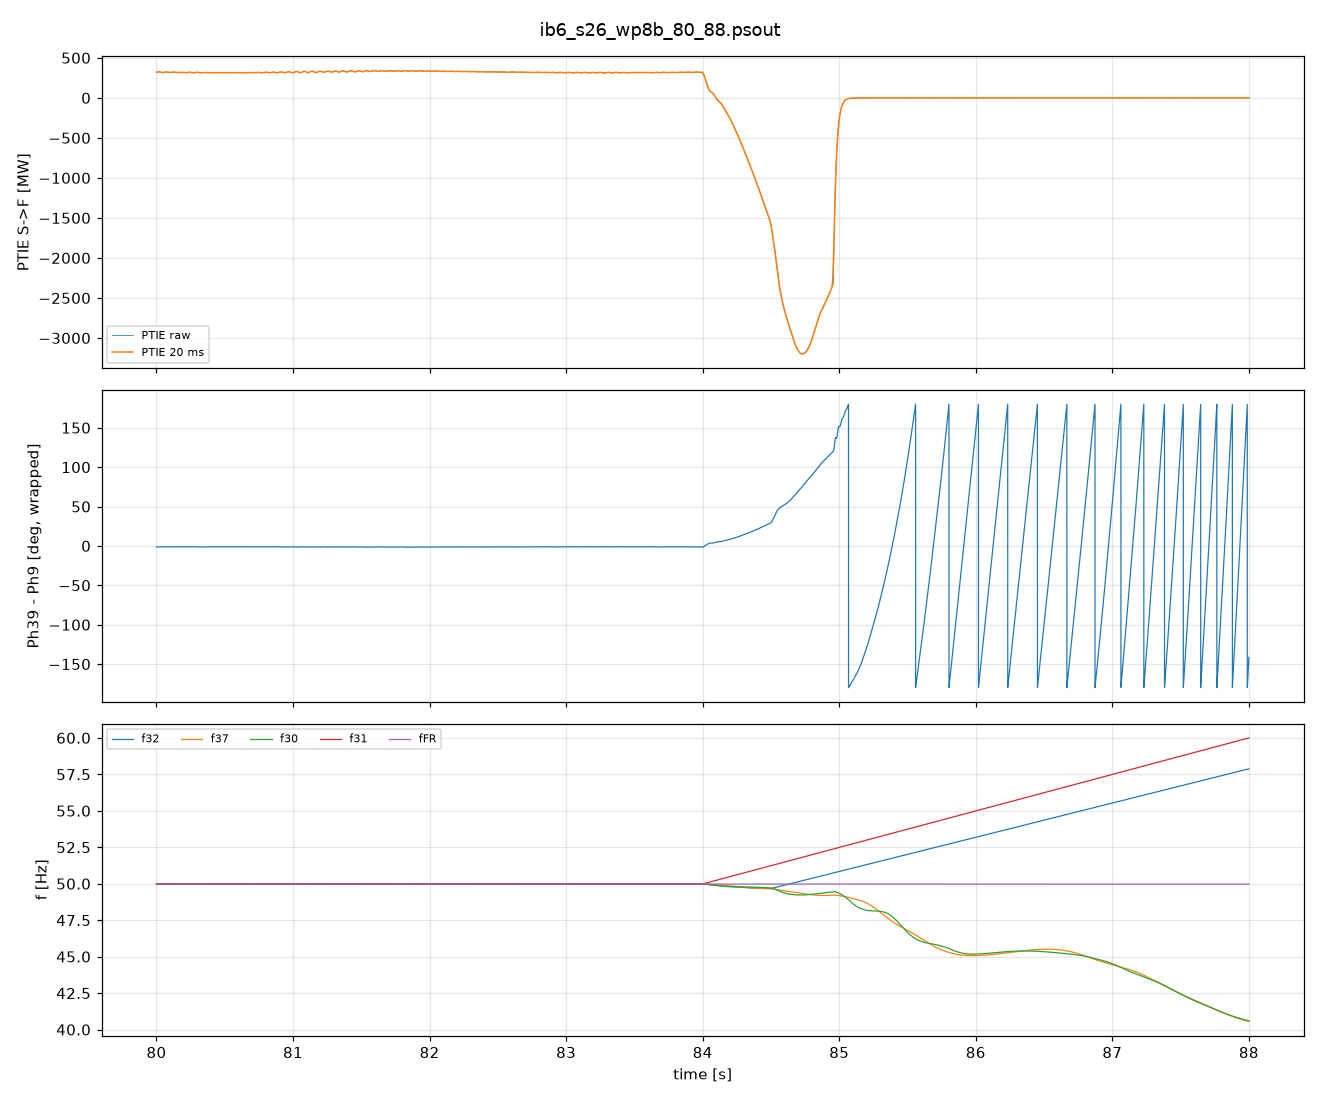 ib6_s26_wp8b_80_88.psout
PTIE S->F [MW]
500
0
−500
−1000
−1500
−2000
−2500
−3000
PTIE raw
PTIE 20 ms
Ph39 - Ph9 [deg, wrapped]
150
100
50
0
−50
−100
−150
f [Hz]
f32 f37 f30 f31 fFR
60.0
57.5
55.0
52.5
50.0
47.5
45.0
42.5
40.0
80 81 82 83 84 85 86 87 88
time [s]